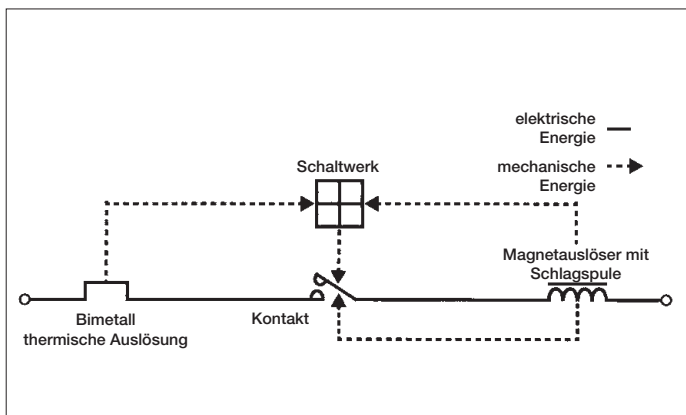 elektrische
Energie
mechanische
Energie
Schaltwerk
Magnetauslöser mit
Schlagspule
Bimetall
thermische Auslösung
Kontakt